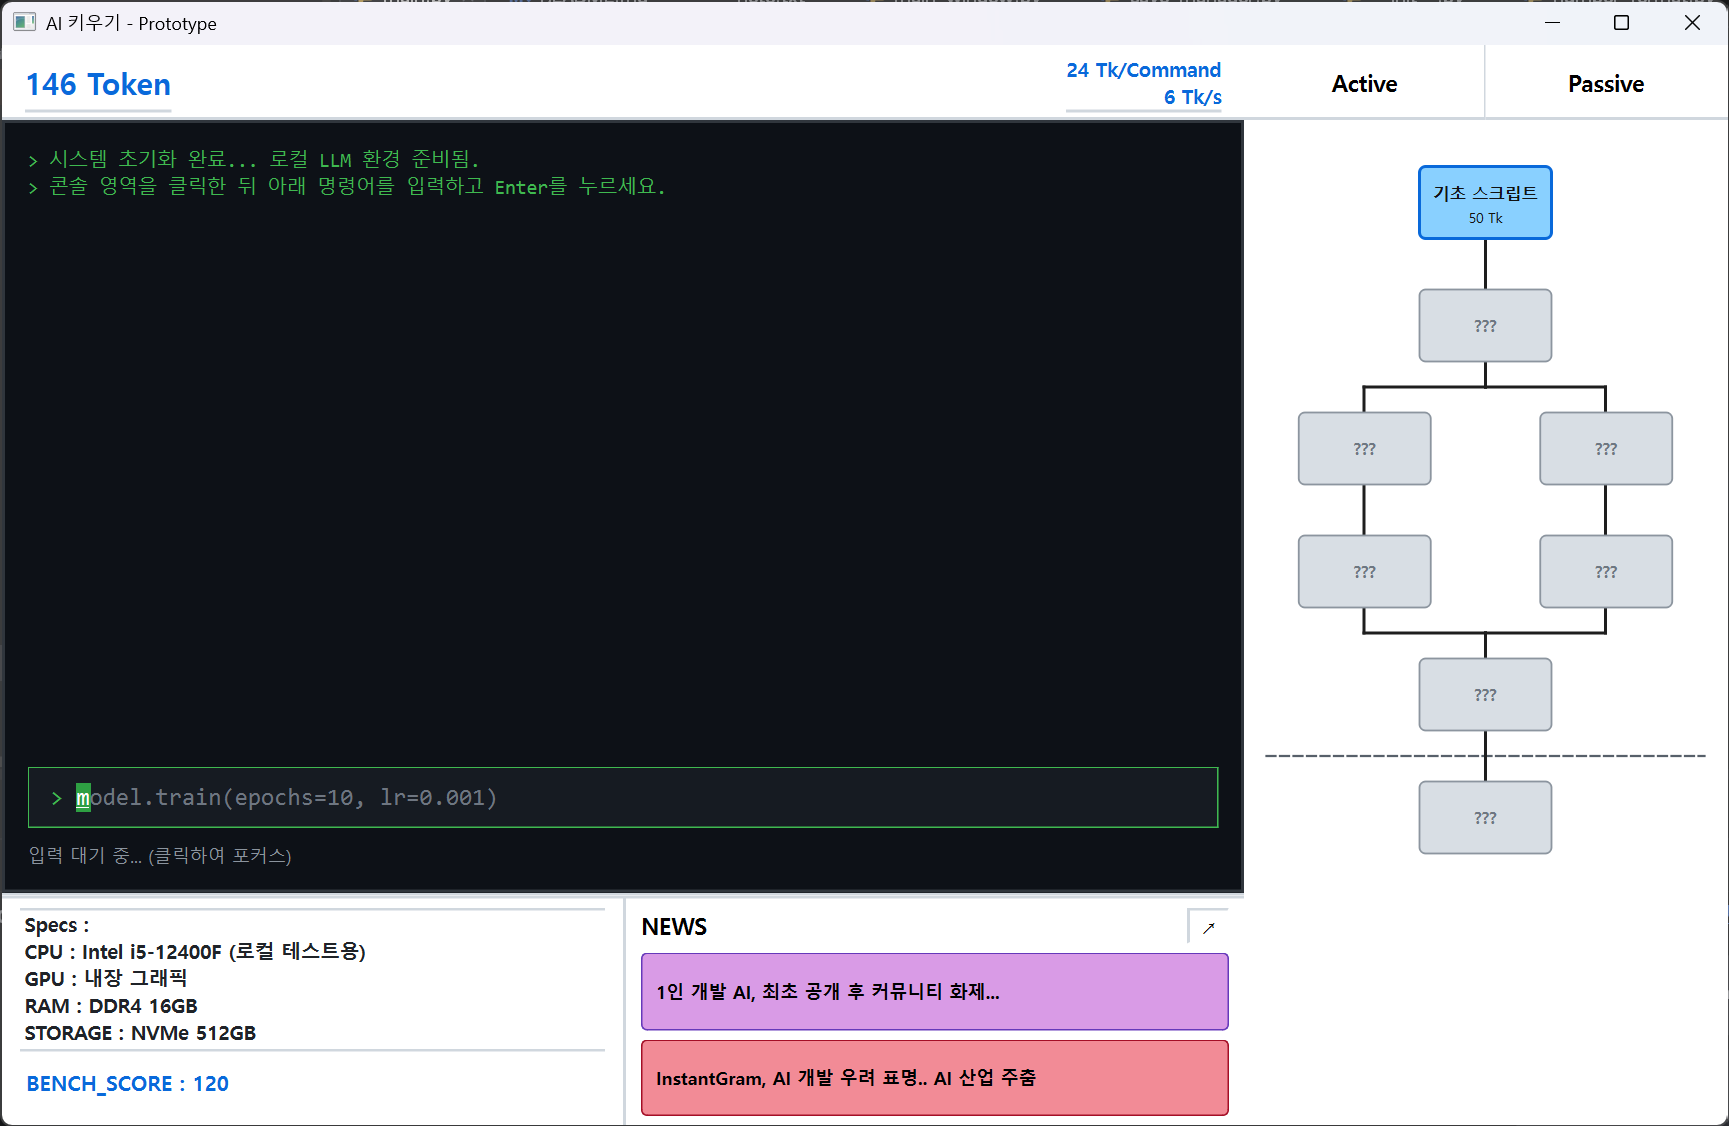 AI 키우기 - Prototype
146 Token
24 Tk/Command
6 Tk/s
Active
Passive
> 시스템 초기화 완료... 로컬 LLM 환경 준비됨.
> 콘솔 영역을 클릭한 뒤 아래 명령어를 입력하고 Enter를 누르세요.
> model.train(epochs=10, lr=0.001)
입력 대기 중... (클릭하여 포커스)
기초 스크립트
50 Tk
???
???
???
???
???
???
???
Specs :
CPU : Intel i5-12400F (로컬 테스트용)
GPU : 내장 그래픽
RAM : DDR4 16GB
STORAGE : NVMe 512GB
BENCH_SCORE : 120
NEWS
1인 개발 AI, 최초 공개 후 커뮤니티 화제...
InstantGram, AI 개발 우려 표명.. AI 산업 주춤